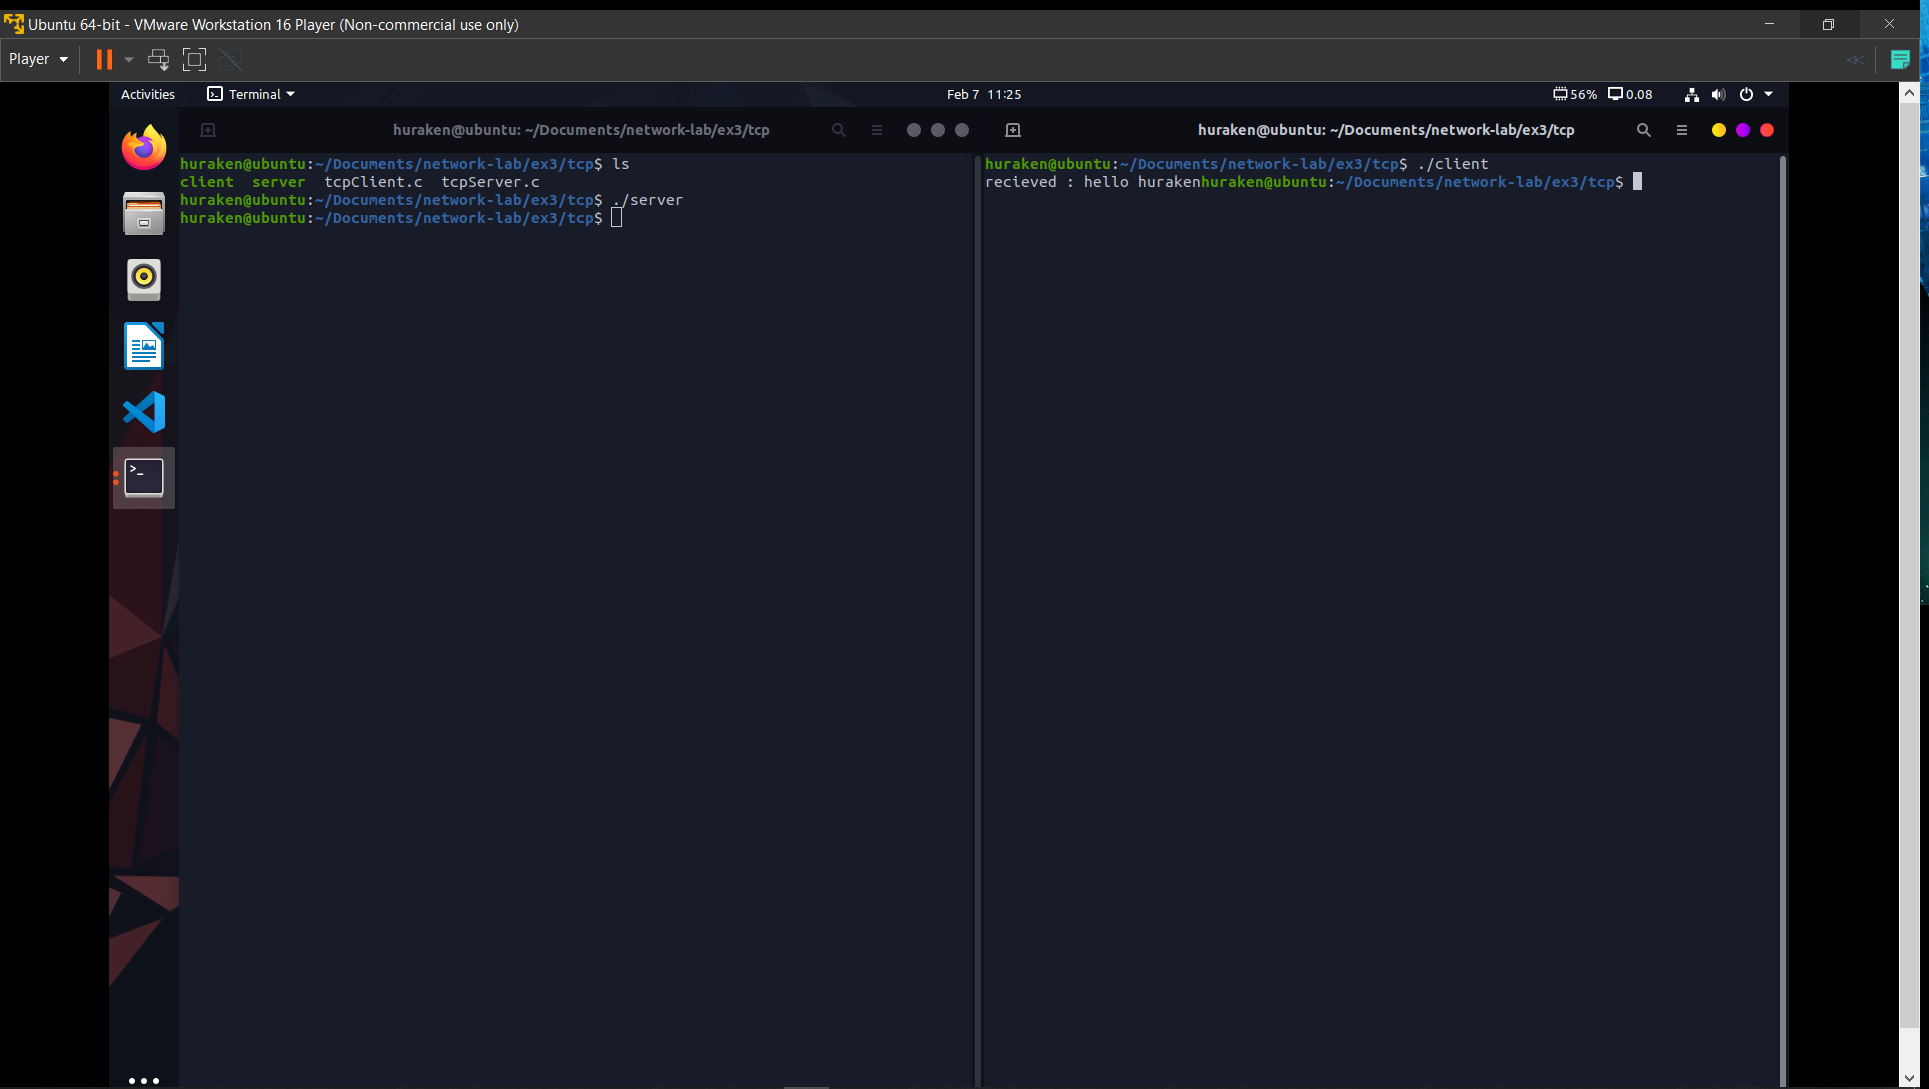 Ubuntu 64-bit - VMware Workstation 16 Player (Non-commercial use only)
Player
Activities Terminal Feb 7 11:25 56% 0.08
huraken@ubuntu: ~/Documents/network-lab/ex3/tcp
huraken@ubuntu:~/Documents/network-lab/ex3/tcp$ ls
client server tcpClient.c tcpServer.c
huraken@ubuntu:~/Documents/network-lab/ex3/tcp$ ./server
huraken@ubuntu:~/Documents/network-lab/ex3/tcp$
huraken@ubuntu: ~/Documents/network-lab/ex3/tcp
huraken@ubuntu:~/Documents/network-lab/ex3/tcp$ ./client
recieved : hello hurakenhuraken@ubuntu:~/Documents/network-lab/ex3/tcp$